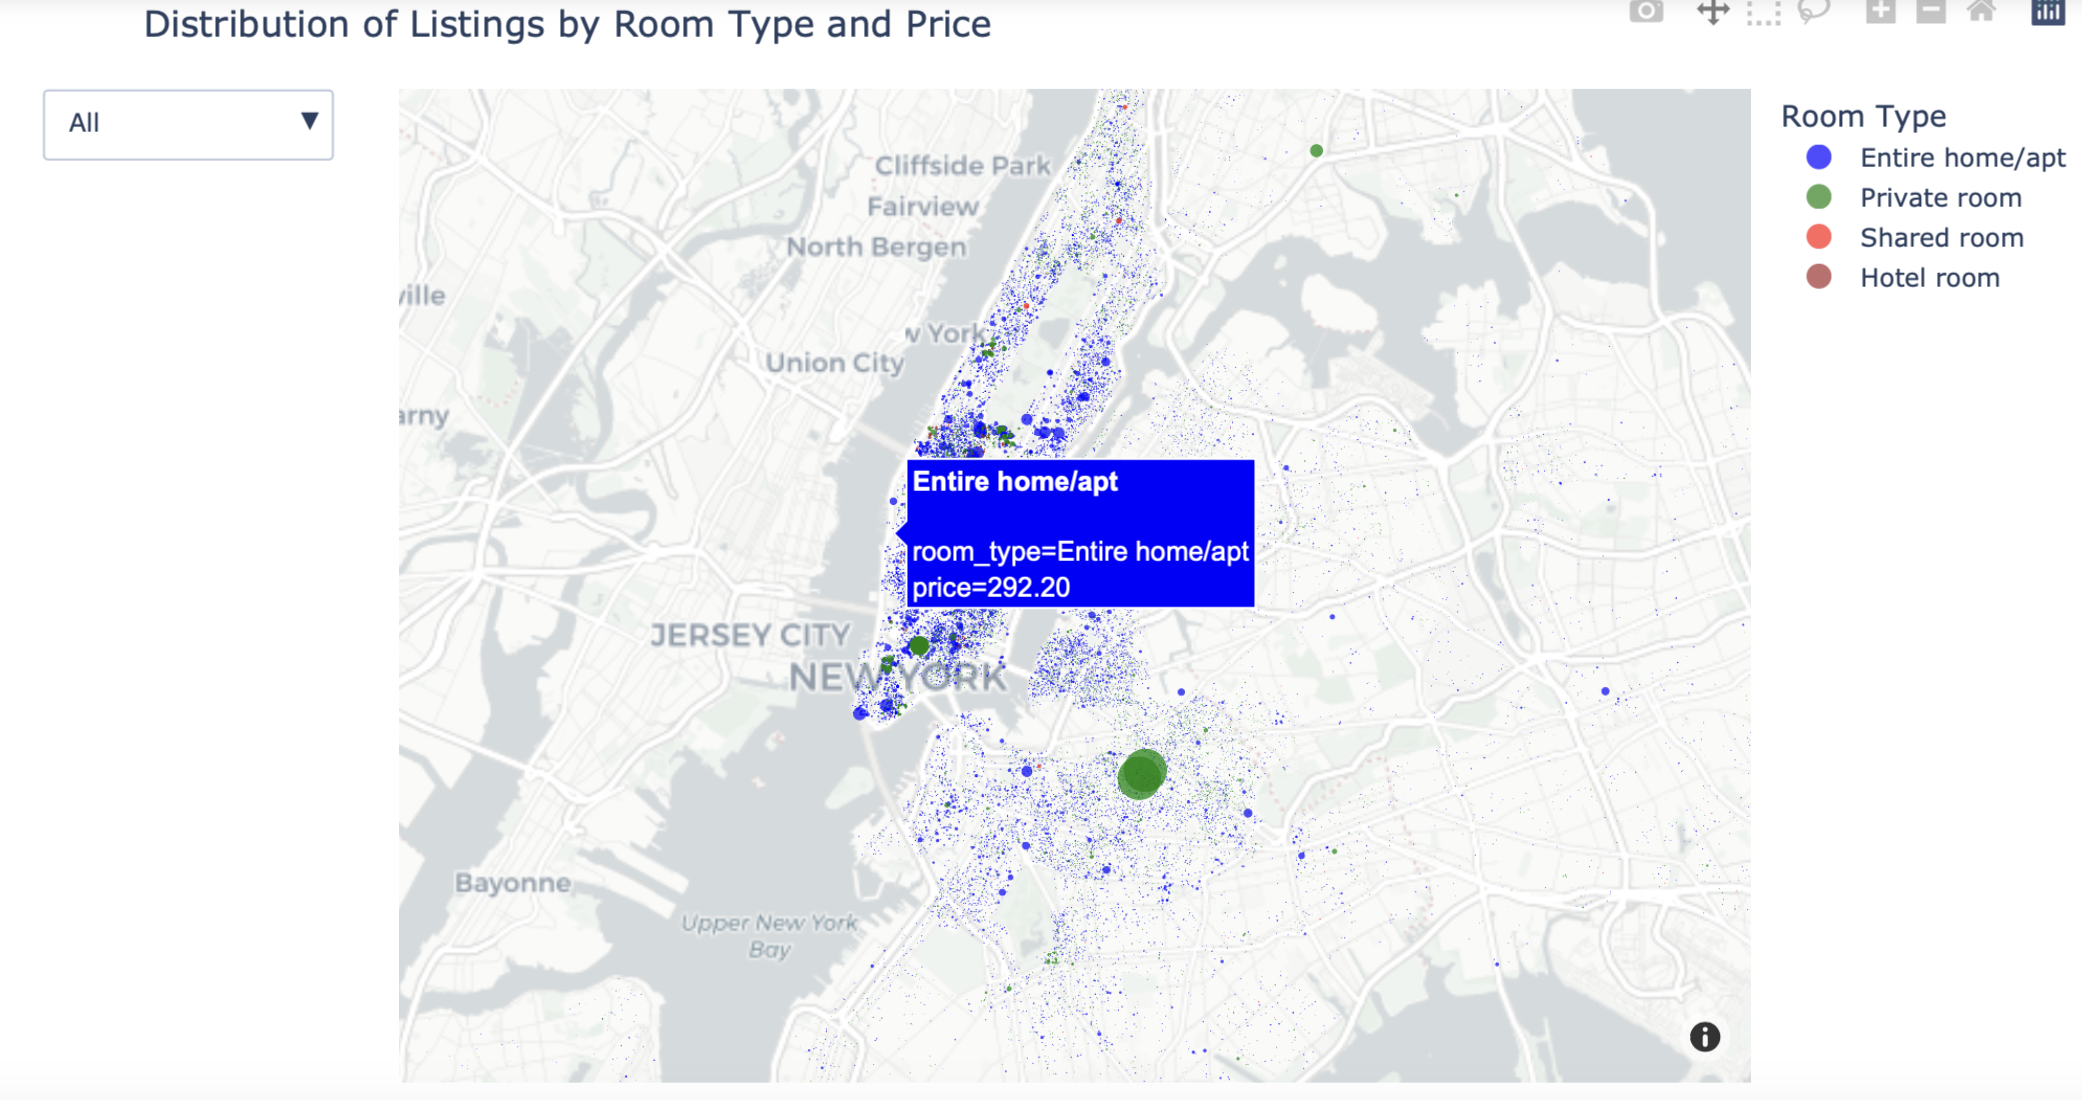 Distribution of Listings by Room Type and Price
All
Room Type
Entire home/apt
Private room
Shared room
Hotel room
Cliffside Park
Fairview
North Bergen
ville
w York
Union City
arny
Entire home/apt
room_type=Entire home/apt
price=292.20
JERSEY CITY
NEW YORK
Bayonne
Upper New York
Bay